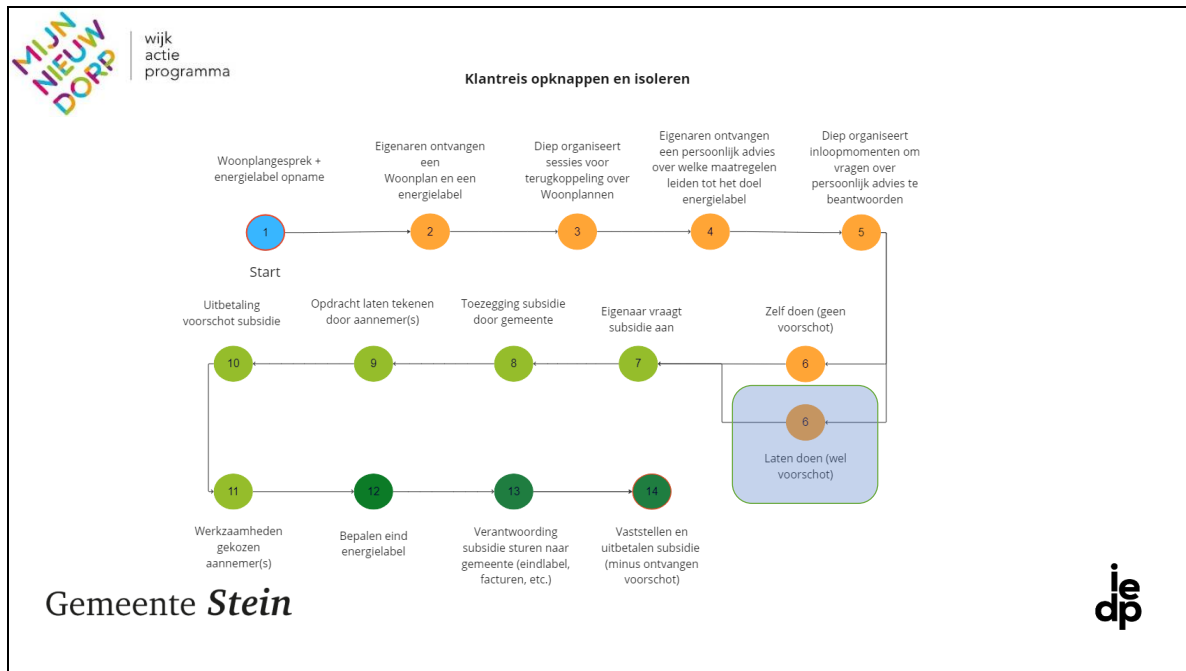 MIJN
NIEUW
DORP
wijk
actie
programma
Klantreis opknappen en isoleren
Woonplangesprek +
energielabel opname
Eigenaren ontvangen
een
Woonplan en een
energielabel
Diep organiseert
sessies voor
terugkoppeling over
Woonplannen
Eigenaren ontvangen
een persoonlijk advies
over welke maatregelen
leiden tot het doel
energielabel
Diep organiseert
inloopmomenten om
vragen over
persoonlijk advies te
beantwoorden
1
2
3
4
5
Start
Uitbetaling
voorschot subsidie
Opdracht laten tekenen
door aannemer(s)
Toezegging subsidie
door gemeente
Eigenaar vraagt
subsidie aan
Zelf doen (geen
voorschot)
10
9
8
7
6
6
Laten doen (wel
voorschot)
11
12
13
14
Werkzaamheden
gekozen
aannemer(s)
Bepalen eind
energielabel
Verantwoording
subsidie sturen naar
gemeente (eindlabel,
facturen, etc.)
Vaststellen en
uitbetalen subsidie
(minus ontvangen
voorschot)
Gemeente Stein
ie
dp